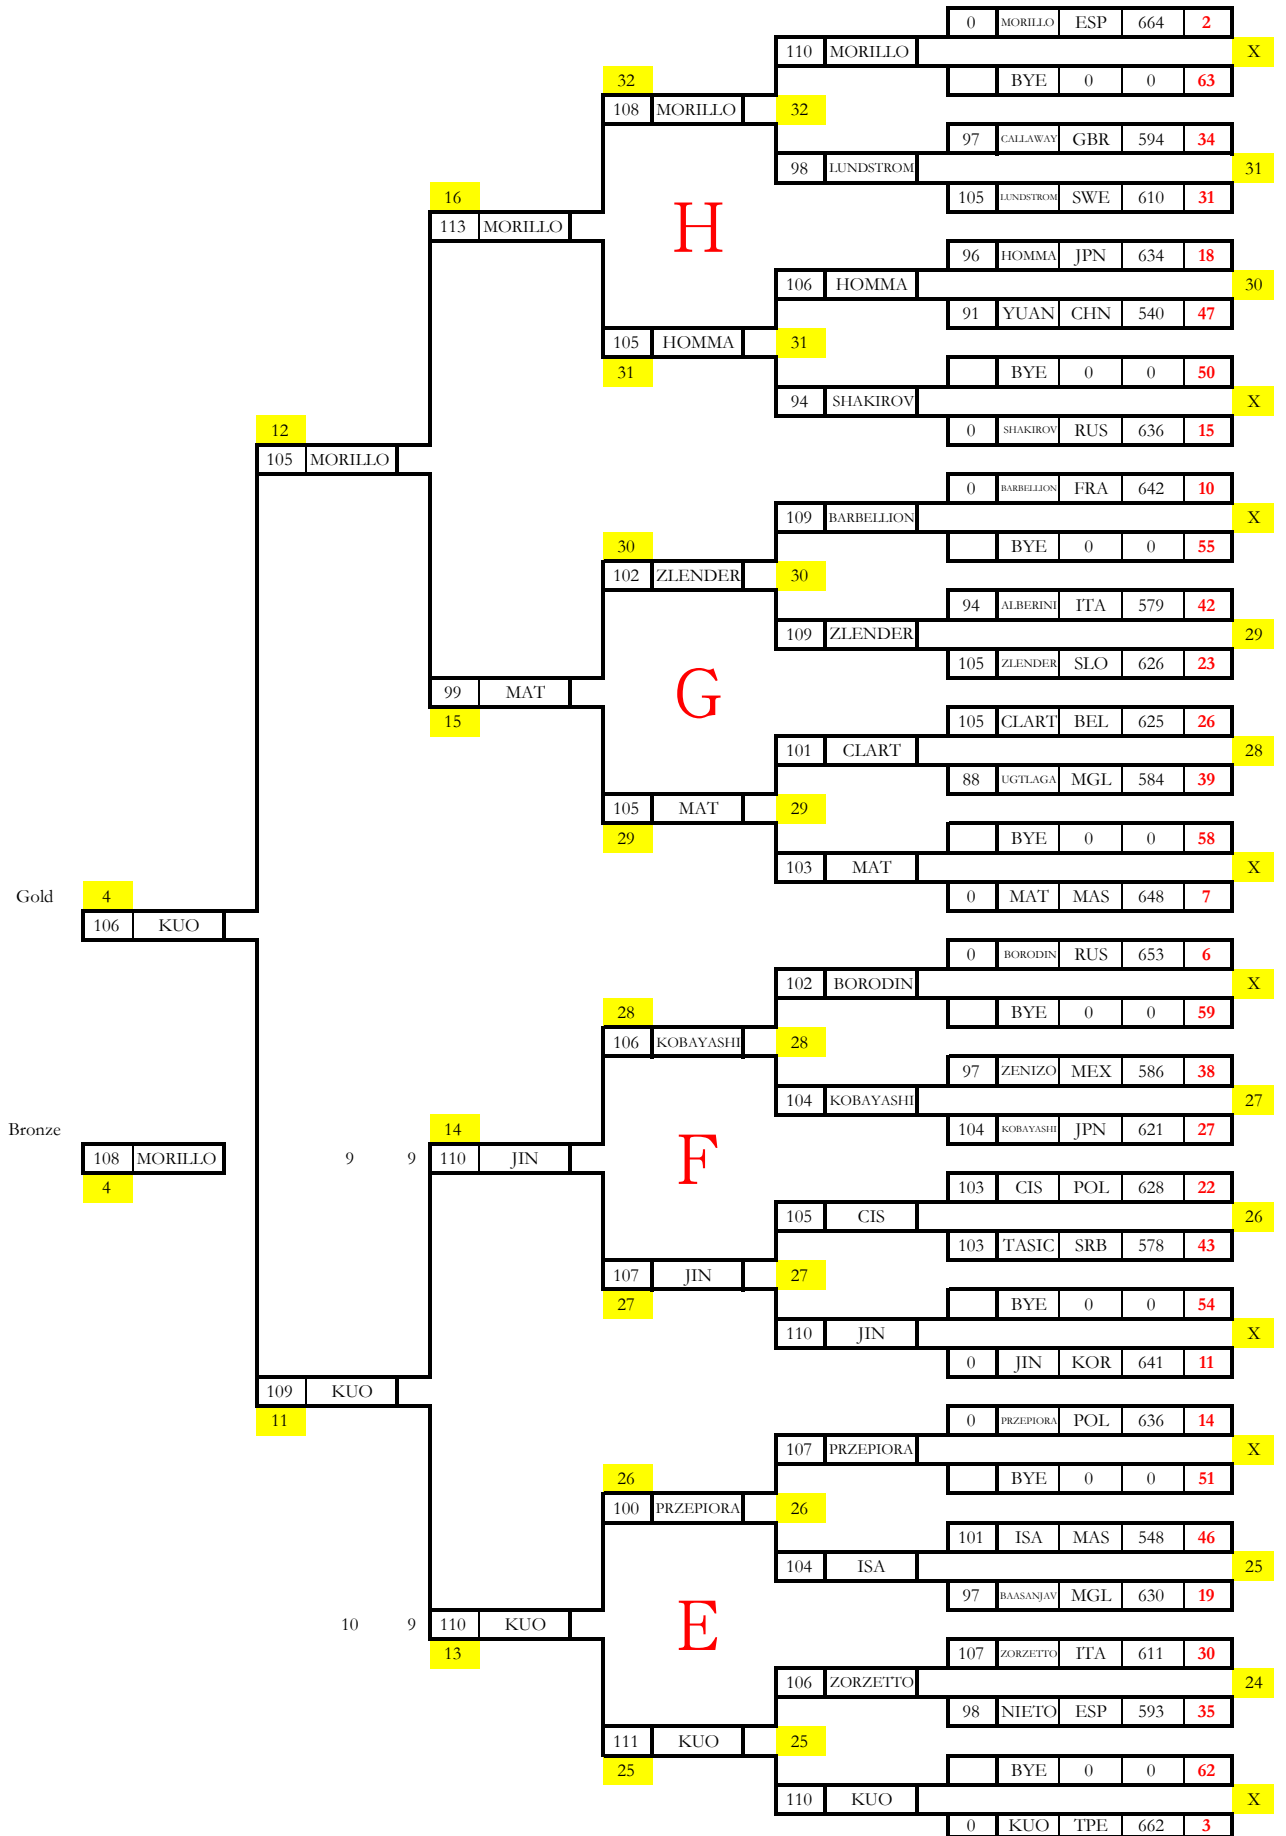 0 MORILLO ESP 664 2
110 MORILLO X
32 BYE 0 0 63
108 MORILLO 32
97 CALLAWAY GBR 594 34
98 LUNDSTROM 31
16 105 LUNDSTROM SWE 610 31
113 MORILLO H
96 HOMMA JPN 634 18
106 HOMMA 30
91 YUAN CHN 540 47
105 HOMMA 31
31 BYE 0 0 50
94 SHAKIROV X
12 0 SHAKIROV RUS 636 15
105 MORILLO
0 BARBELLION FRA 642 10
109 BARBELLION X
30 BYE 0 0 55
102 ZLENDER 30
94 ALBERINI ITA 579 42
109 ZLENDER 29
105 ZLENDER SLO 626 23
99 MAT G
15 105 CLART BEL 625 26
101 CLART 28
88 UGTLAGA MGL 584 39
105 MAT 29
29 BYE 0 0 58
103 MAT X
Gold 4 0 MAT MAS 648 7
106 KUO
0 BORODIN RUS 653 6
102 BORODIN X
28 BYE 0 0 59
106 KOBAYASHI 28
97 ZENIZO MEX 586 38
104 KOBAYASHI 27
Bronze 14 104 KOBAYASHI JPN 621 27
108 MORILLO 9 9 110 JIN F
4 103 CIS POL 628 22
105 CIS 26
103 TASIC SRB 578 43
107 JIN 27
27 BYE 0 0 54
110 JIN X
0 JIN KOR 641 11
109 KUO
11 0 PRZEPIORA POL 636 14
107 PRZEPIORA X
26 BYE 0 0 51
100 PRZEPIORA 26
101 ISA MAS 548 46
104 ISA 25
97 BAASANJAV MGL 630 19
10 9 110 KUO E
13 107 ZORZETTO ITA 611 30
106 ZORZETTO 24
98 NIETO ESP 593 35
111 KUO 25
25 BYE 0 0 62
110 KUO X
0 KUO TPE 662 3